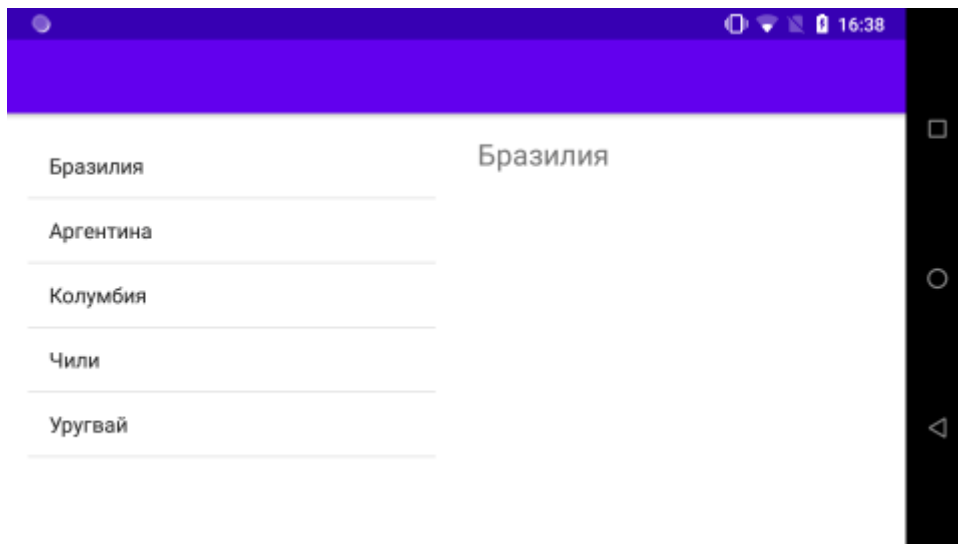 16:38
Бразилия
Аргентина
Колумбия
Чили
Уругвай
Бразилия